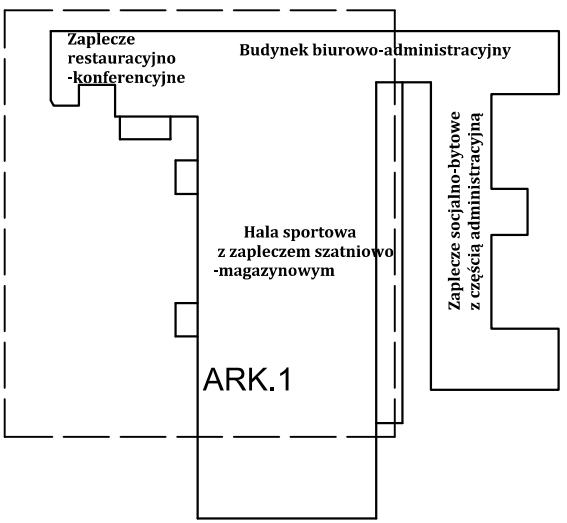 Zaplecze
restauracyjno
-konferencyjne
Budynek biurowo-administracyjny
Hala sportowa
z zapleczem szatniowo
-magazynowym
Zaplecze socjalno-bytowe
z częścią administracyjną
ARK.1